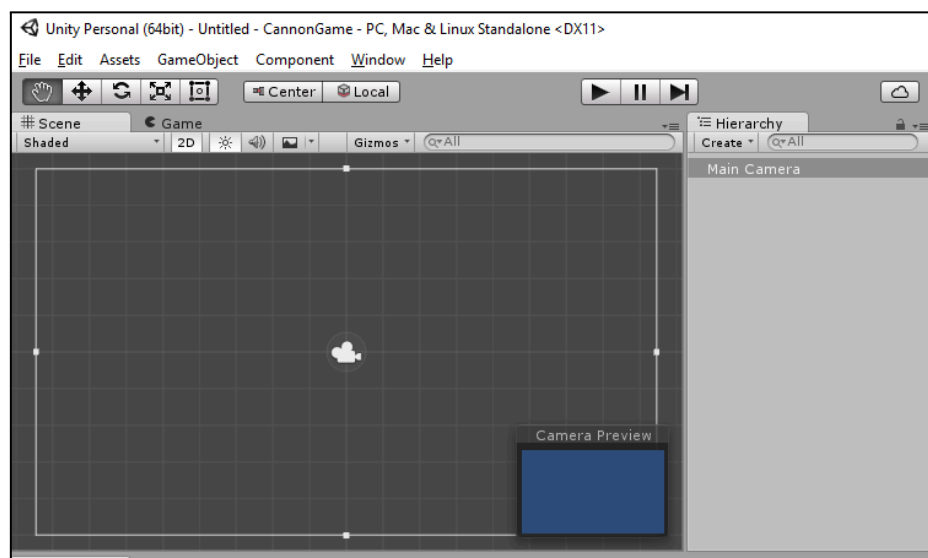 Unity Personal (64bit) - Untitled - CannonGame - PC, Mac & Linux Standalone <DX11>
File Edit Assets GameObject Component Window Help
Center Local
Scene Game
Shaded 2D Gizmos All
Hierarchy
Create All
Main Camera
Camera Preview